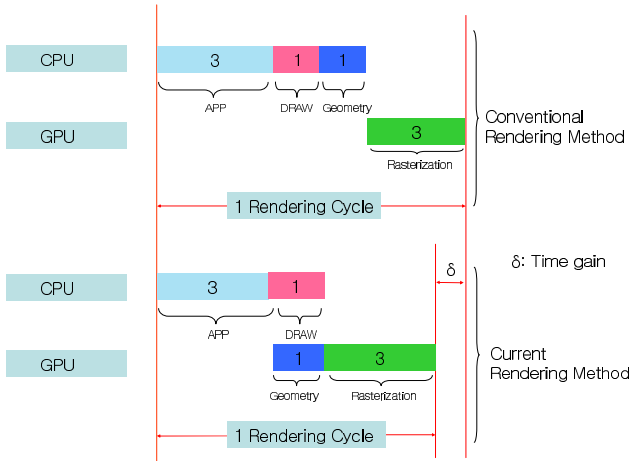 CPU
3
1
1
APP
DRAW
Geometry
GPU
3
Rasterization
Conventional
Rendering Method
1 Rendering Cycle
δ: Time gain
δ
CPU
3
1
APP
DRAW
GPU
1
3
Geometry
Rasterization
Current
Rendering Method
1 Rendering Cycle